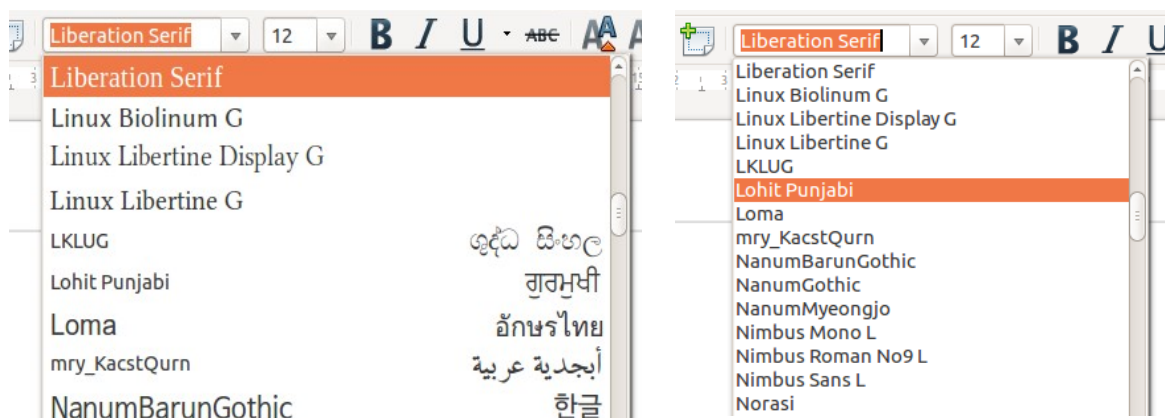 Liberation Serif 12 B I U ABC A A
Liberation Serif
Linux Biolinum G
Linux Libertine Display G
Linux Libertine G
LKLUG ශුද්ධ සිංහල
Lohit Punjabi ਗੁਰਮੁਖੀ
Loma อักษรไทย
mry_KacstQurn أبجدية عربية
NanumBarunGothic 한글
Liberation Serif 12 B I U
Liberation Serif
Linux Biolinum G
Linux Libertine Display G
Linux Libertine G
LKLUG
Lohit Punjabi
Loma
mry_KacstQurn
NanumBarunGothic
NanumGothic
NanumMyeongjo
Nimbus Mono L
Nimbus Roman No9 L
Nimbus Sans L
Norasi